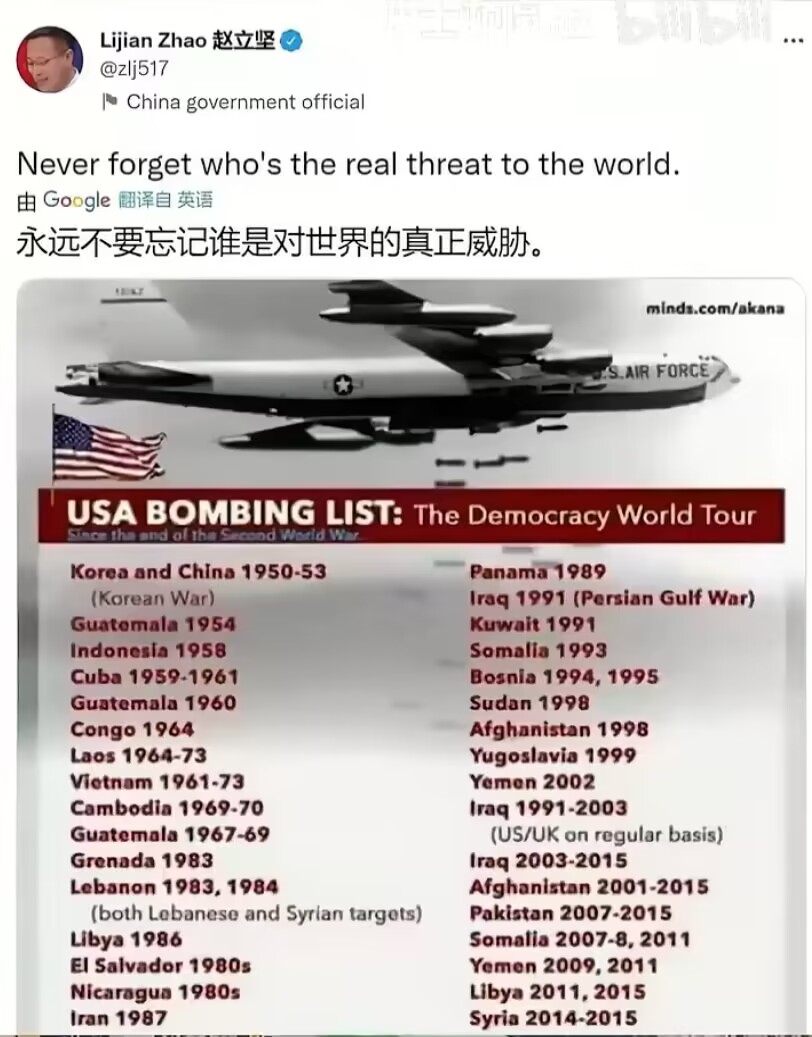 Lijian Zhao 赵立坚
@zlj517
China government official
Never forget who's the real threat to the world.
由 Google 翻译自 英语
永远不要忘记谁是对世界的真正威胁。
minds.com/akana
U.S. AIR FORCE
USA BOMBING LIST: The Democracy World Tour
Since the end of the Second World War
Korea and China 1950-53
(Korean War)
Guatemala 1954
Indonesia 1958
Cuba 1959-1961
Guatemala 1960
Congo 1964
Laos 1964-73
Vietnam 1961-73
Cambodia 1969-70
Guatemala 1967-69
Grenada 1983
Lebanon 1983, 1984
(both Lebanese and Syrian targets)
Libya 1986
El Salvador 1980s
Nicaragua 1980s
Iran 1987
Panama 1989
Iraq 1991 (Persian Gulf War)
Kuwait 1991
Somalia 1993
Bosnia 1994, 1995
Sudan 1998
Afghanistan 1998
Yugoslavia 1999
Yemen 2002
Iraq 1991-2003
(US/UK on regular basis)
Iraq 2003-2015
Afghanistan 2001-2015
Pakistan 2007-2015
Somalia 2007-8, 2011
Yemen 2009, 2011
Libya 2011, 2015
Syria 2014-2015